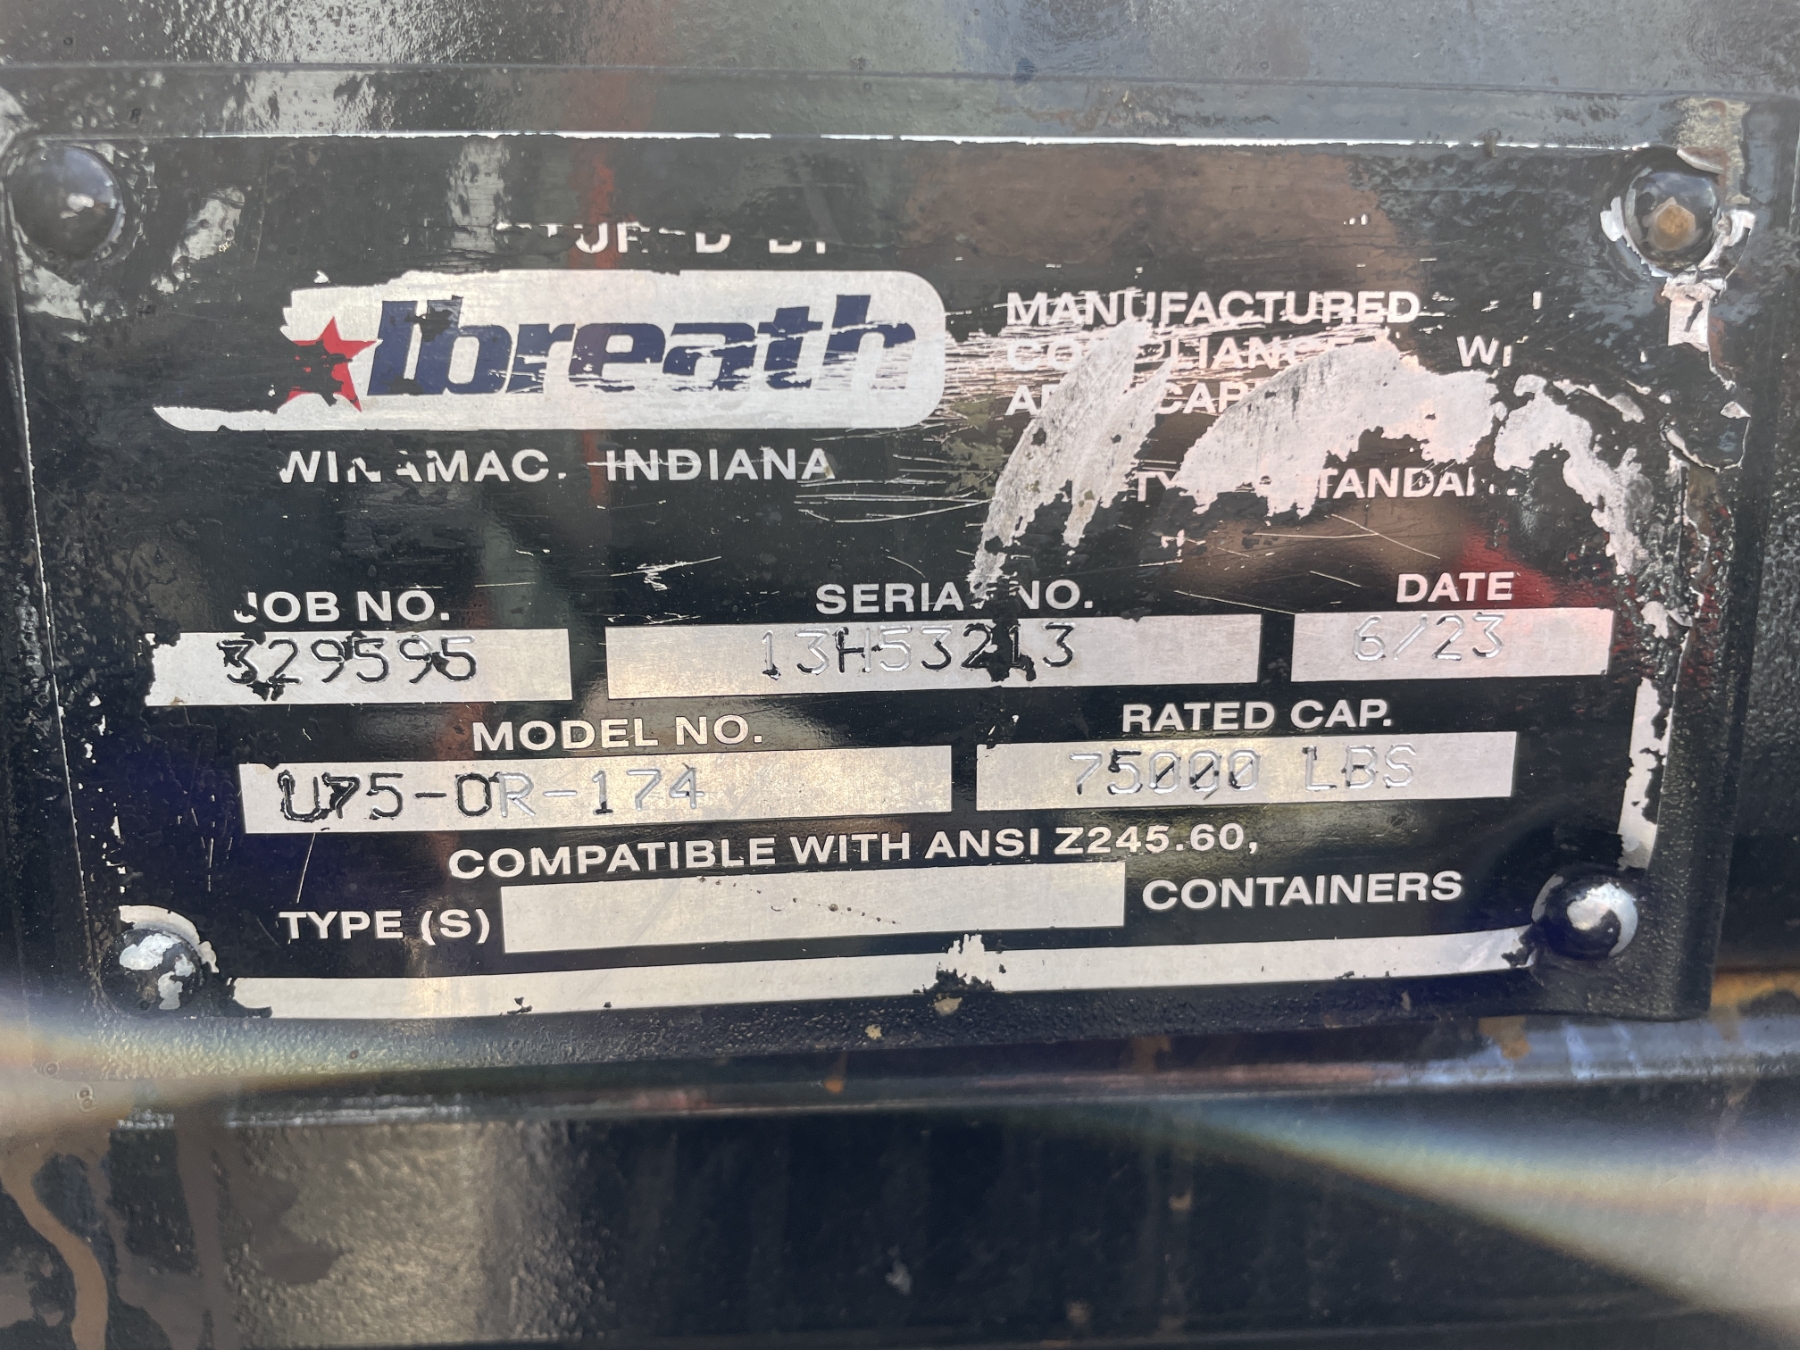 Galbreath
WINAMAC, INDIANA
MANUFACTURED
COMPLIANCE
JOB NO.
SERIAL NO.
DATE
329595
13H53213
6/23
MODEL NO.
RATED CAP.
U75-OR-174
75000 LBS
COMPATIBLE WITH ANSI Z245.60,
TYPE (S)
CONTAINERS